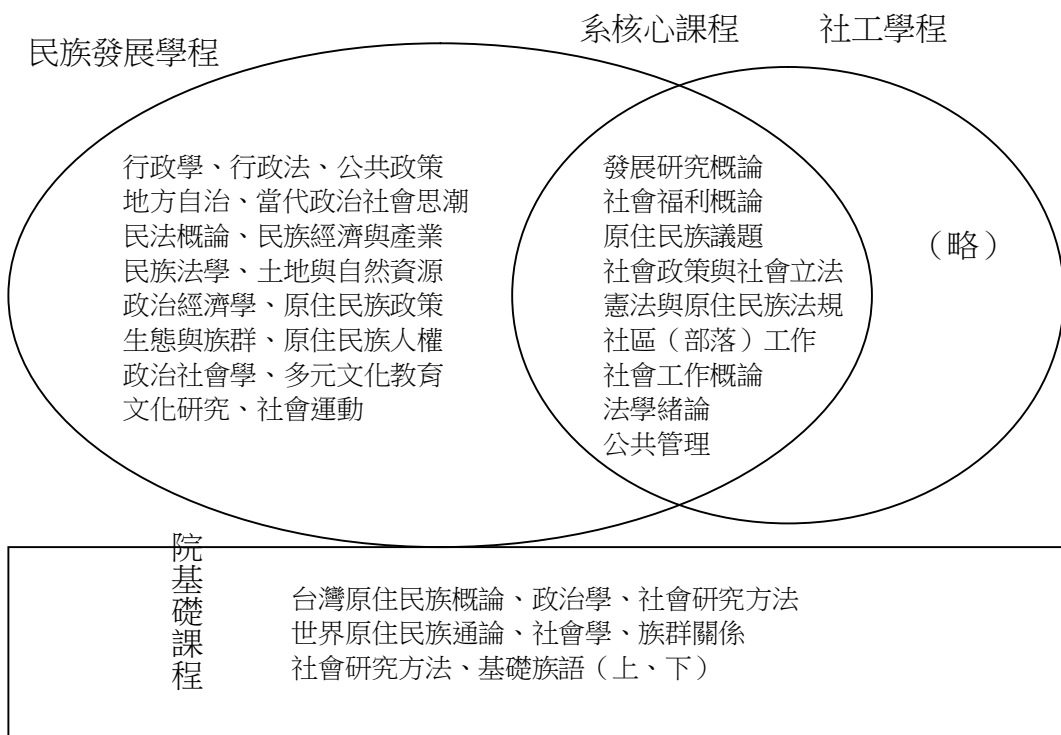 系核心課程
社工學程
民族發展學程
行政學、行政法、公共政策
地方自治、當代政治社會思潮
民法概論、民族經濟與產業
民族法學、土地與自然資源
政治經濟學、原住民族政策
生態與族群、原住民族人權
政治社會學、多元文化教育
文化研究、社會運動
發展研究概論
社會福利概論
原住民族議題
社會政策與社會立法
憲法與原住民族法規
社區（部落）工作
社會工作概論
法學緒論
公共管理
（略）
院基礎課程
台灣原住民族概論、政治學、社會研究方法
世界原住民族通論、社會學、族群關係
社會研究方法、基礎族語（上、下）